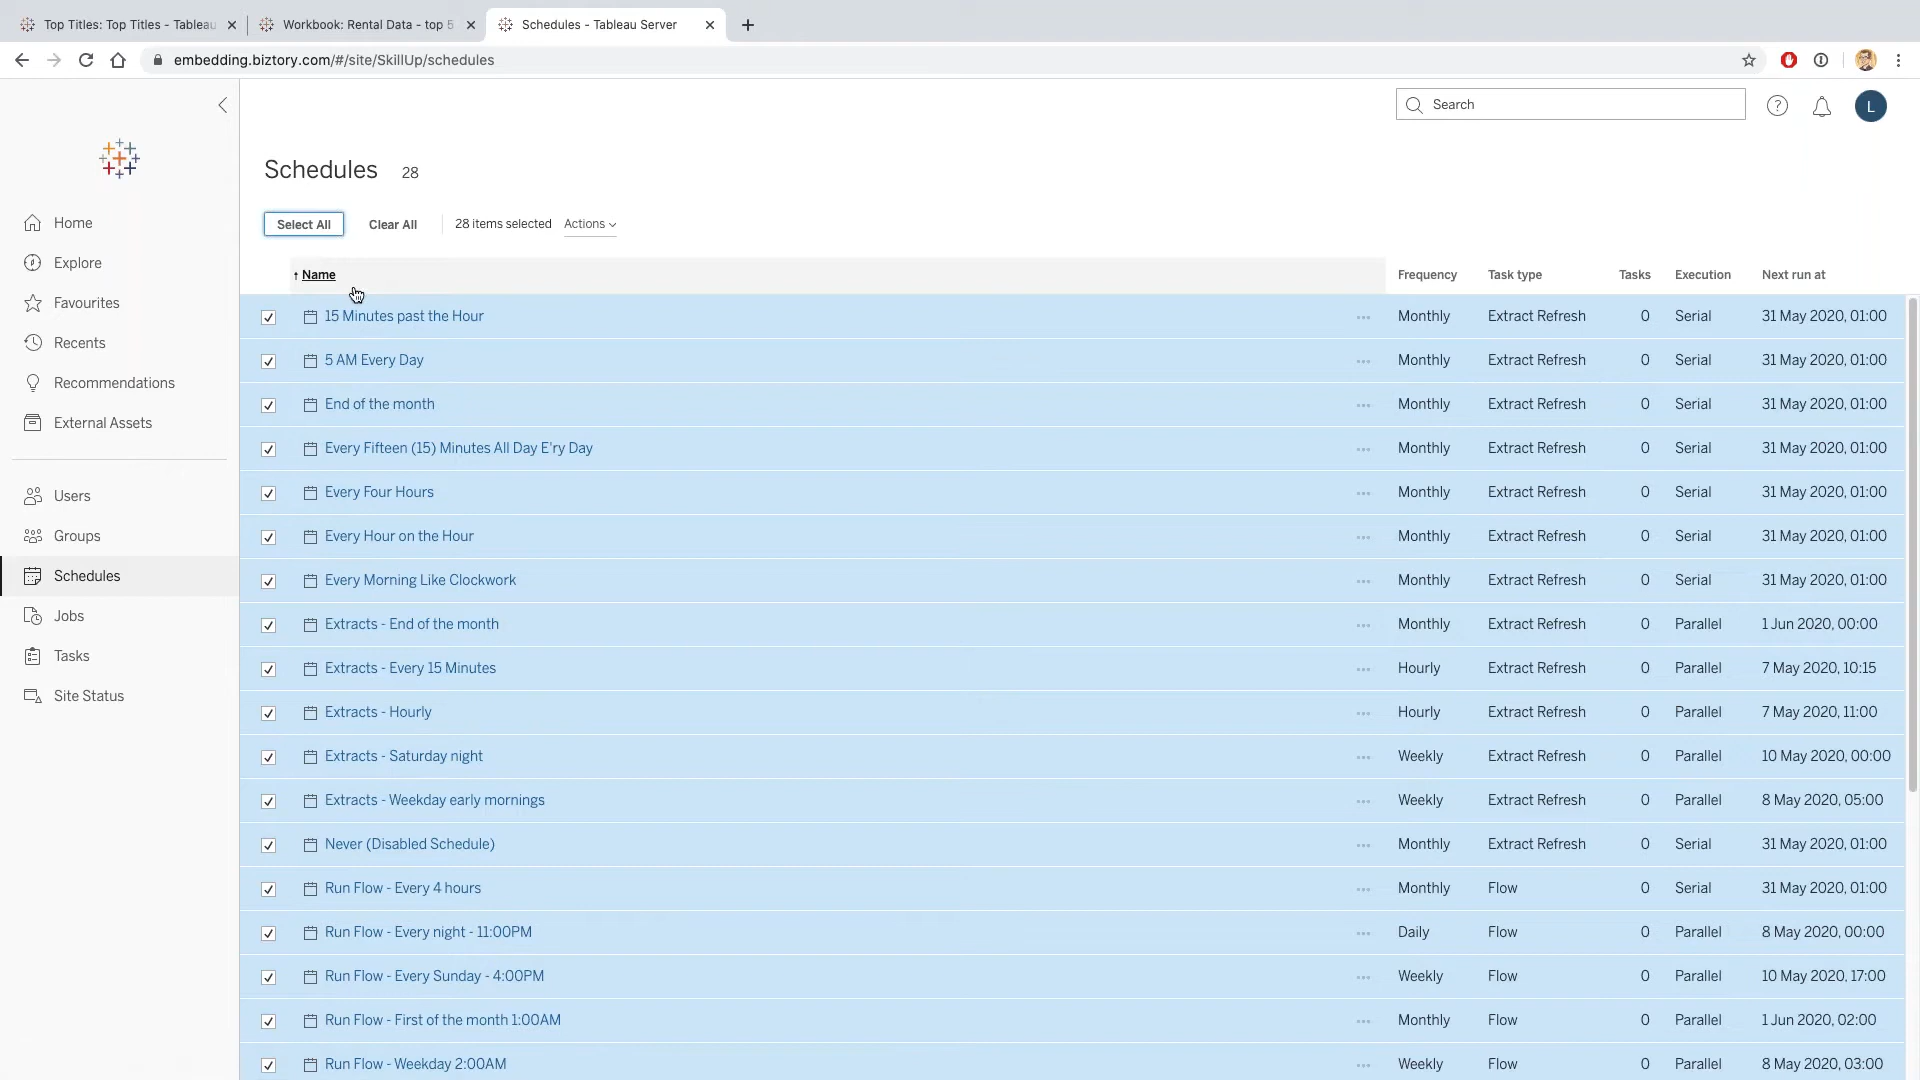 Top Titles: Top Titles - Tableau
Workbook: Rental Data - top 5
Schedules - Tableau Server
embedding.biztory.com/#/site/SkillUp/schedules
Search
L
Schedules 28
Select All Clear All 28 items selected Actions
Home
Explore
Favourites
Recents
Recommendations
External Assets
Users
Groups
Schedules
Jobs
Tasks
Site Status
↑ Name Frequency Task type Tasks Execution Next run at
15 Minutes past the Hour ... Monthly Extract Refresh 0 Serial 31 May 2020, 01:00
5 AM Every Day ... Monthly Extract Refresh 0 Serial 31 May 2020, 01:00
End of the month ... Monthly Extract Refresh 0 Serial 31 May 2020, 01:00
Every Fifteen (15) Minutes All Day E'ry Day ... Monthly Extract Refresh 0 Serial 31 May 2020, 01:00
Every Four Hours ... Monthly Extract Refresh 0 Serial 31 May 2020, 01:00
Every Hour on the Hour ... Monthly Extract Refresh 0 Serial 31 May 2020, 01:00
Every Morning Like Clockwork ... Monthly Extract Refresh 0 Serial 31 May 2020, 01:00
Extracts - End of the month ... Monthly Extract Refresh 0 Parallel 1 Jun 2020, 00:00
Extracts - Every 15 Minutes ... Hourly Extract Refresh 0 Parallel 7 May 2020, 10:15
Extracts - Hourly ... Hourly Extract Refresh 0 Parallel 7 May 2020, 11:00
Extracts - Saturday night ... Weekly Extract Refresh 0 Parallel 10 May 2020, 00:00
Extracts - Weekday early mornings ... Weekly Extract Refresh 0 Parallel 8 May 2020, 05:00
Never (Disabled Schedule) ... Monthly Extract Refresh 0 Serial 31 May 2020, 01:00
Run Flow - Every 4 hours ... Monthly Flow 0 Serial 31 May 2020, 01:00
Run Flow - Every night - 11:00PM ... Daily Flow 0 Parallel 8 May 2020, 00:00
Run Flow - Every Sunday - 4:00PM ... Weekly Flow 0 Parallel 10 May 2020, 17:00
Run Flow - First of the month 1:00AM ... Monthly Flow 0 Parallel 1 Jun 2020, 02:00
Run Flow - Weekday 2:00AM ... Weekly Flow 0 Parallel 8 May 2020, 03:00